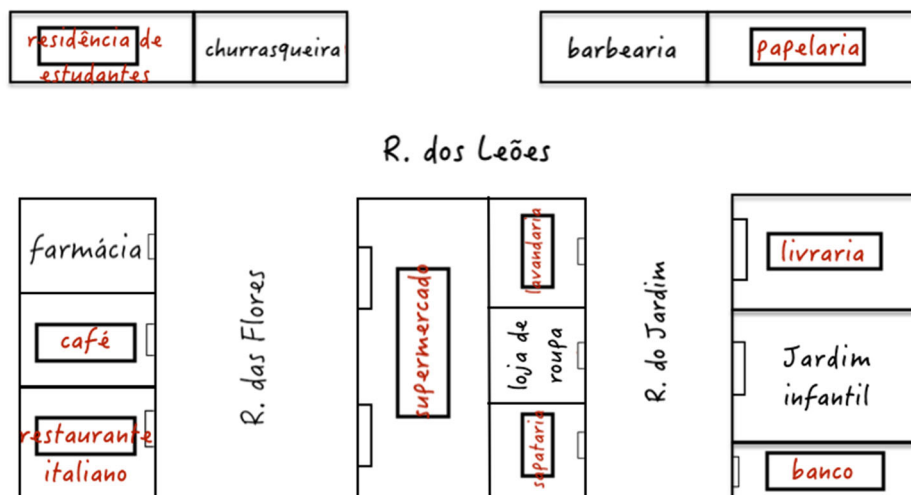 residência de
estudantes
churrasqueira
barbearia
papelaria
R. dos Leões
farmácia
café
restaurante
italiano
R. das Flores
supermercado
lavandaria
loja de
roupa
sapataria
R. do Jardim
livraria
Jardim
infantil
banco